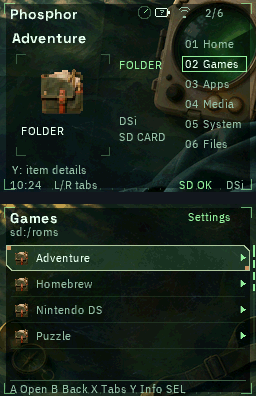 Phosphor
2/6
Adventure
FOLDER
FOLDER
DSi
SD CARD
01 Home
02 Games
03 Apps
04 Media
05 System
06 Files
Y: item details
10:24 L/R tabs
SD OK DSi
Games
Settings
sd:/roms
Adventure
Homebrew
Nintendo DS
Puzzle
A Open B Back X Tabs Y Info SEL